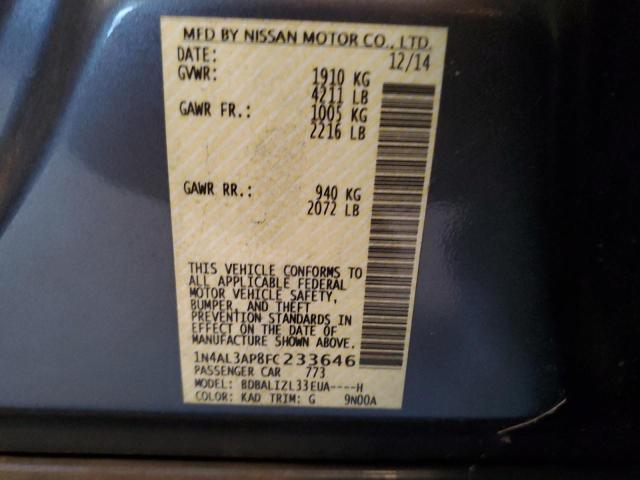 MFD BY NISSAN MOTOR CO., LTD.
DATE: 12/14
GVWR: 1910 KG
4211 LB
GAWR FR.: 1005 KG
2216 LB
GAWR RR.: 940 KG
2072 LB
THIS VEHICLE CONFORMS TO
ALL APPLICABLE FEDERAL
MOTOR VEHICLE SAFETY,
BUMPER, AND THEFT
PREVENTION STANDARDS IN
EFFECT ON THE DATE OF
MANUFACTURE SHOWN ABOVE.
1N4AL3AP8FC233646
PASSENGER CAR 773
MODEL: BDBALIZL33EUA----H
COLOR: KAD TRIM: G 9N00A